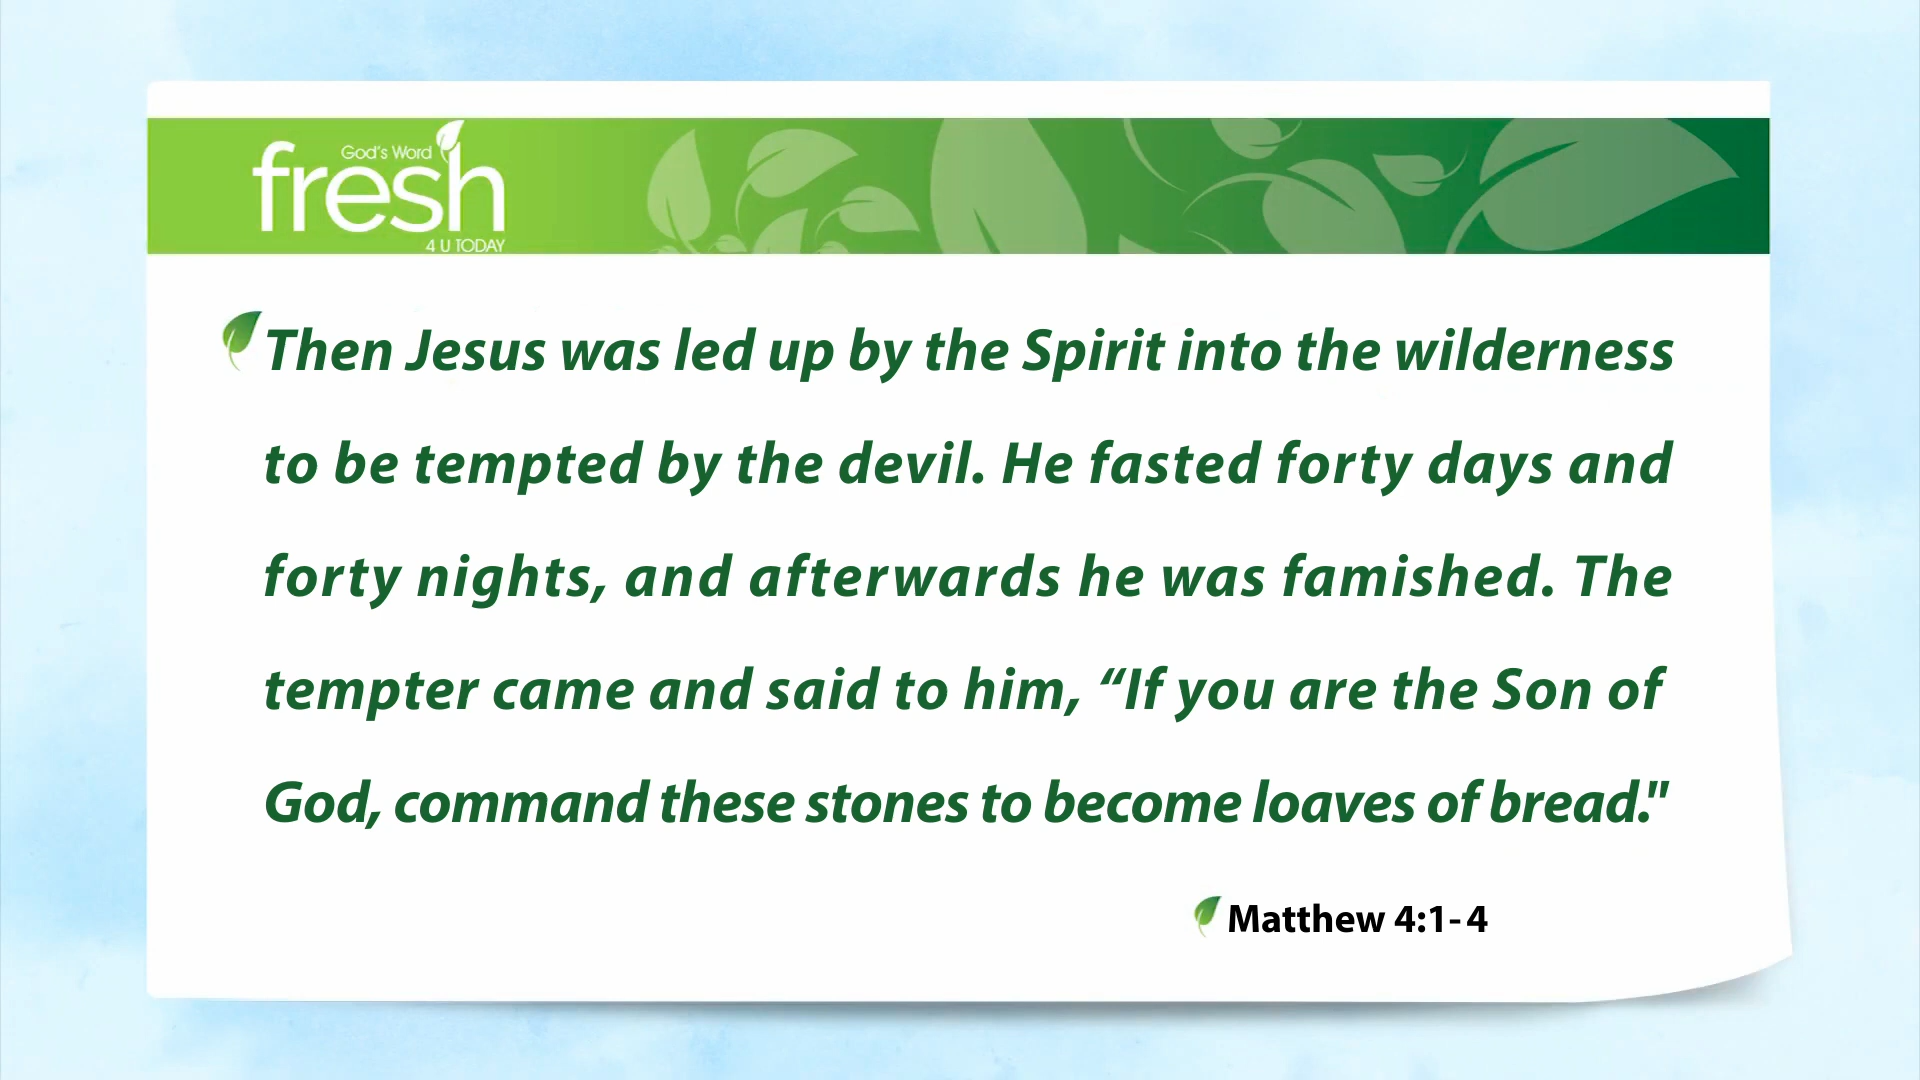 God's Word
fresh
4 U TODAY
Then Jesus was led up by the Spirit into the wilderness
to be tempted by the devil. He fasted forty days and
forty nights, and afterwards he was famished. The
tempter came and said to him, “If you are the Son of
God, command these stones to become loaves of bread."
Matthew 4:1-4